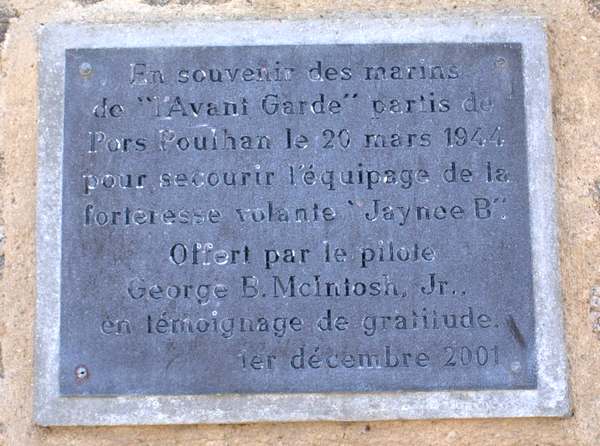 En souvenir des marins
de "l'Avant Garde" partis de
Pors Poulhan le 20 mars 1944
pour secourir l'équipage de la
forteresse volante "Jaynee B".
Offert par le pilote
George B. McIntosh, Jr.,
en témoignage de gratitude.
1er décembre 2001